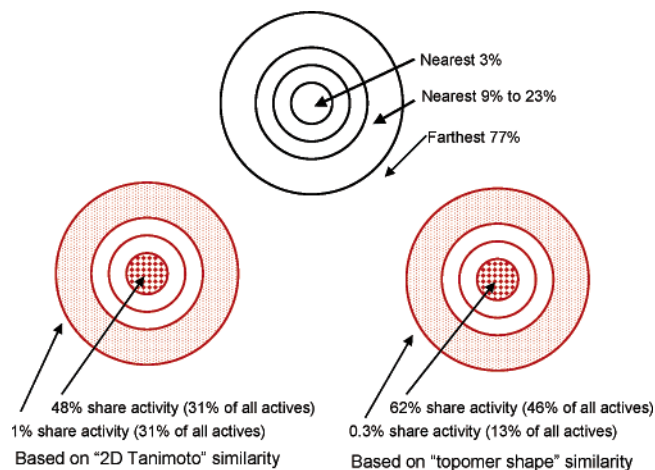 Nearest 3%
Nearest 9% to 23%
Farthest 77%
48% share activity (31% of all actives)
1% share activity (31% of all actives)
Based on “2D Tanimoto” similarity
62% share activity (46% of all actives)
0.3% share activity (13% of all actives)
Based on “topomer shape” similarity